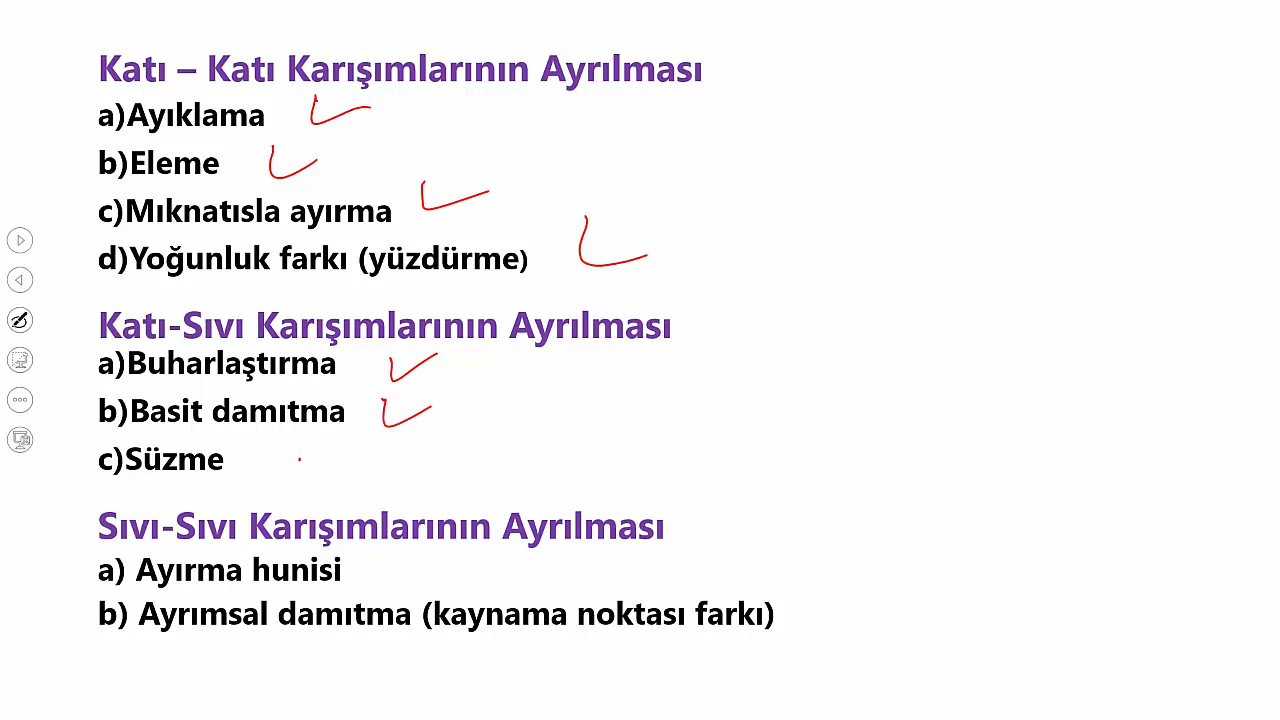 Katı – Katı Karışımlarının Ayrılması
a)Ayıklama
b)Eleme
c)Mıknatısla ayırma
d)Yoğunluk farkı (yüzdürme)
Katı-Sıvı Karışımlarının Ayrılması
a)Buharlaştırma
b)Basit damıtma
c)Süzme
Sıvı-Sıvı Karışımlarının Ayrılması
a) Ayırma hunisi
b) Ayrımsal damıtma (kaynama noktası farkı)